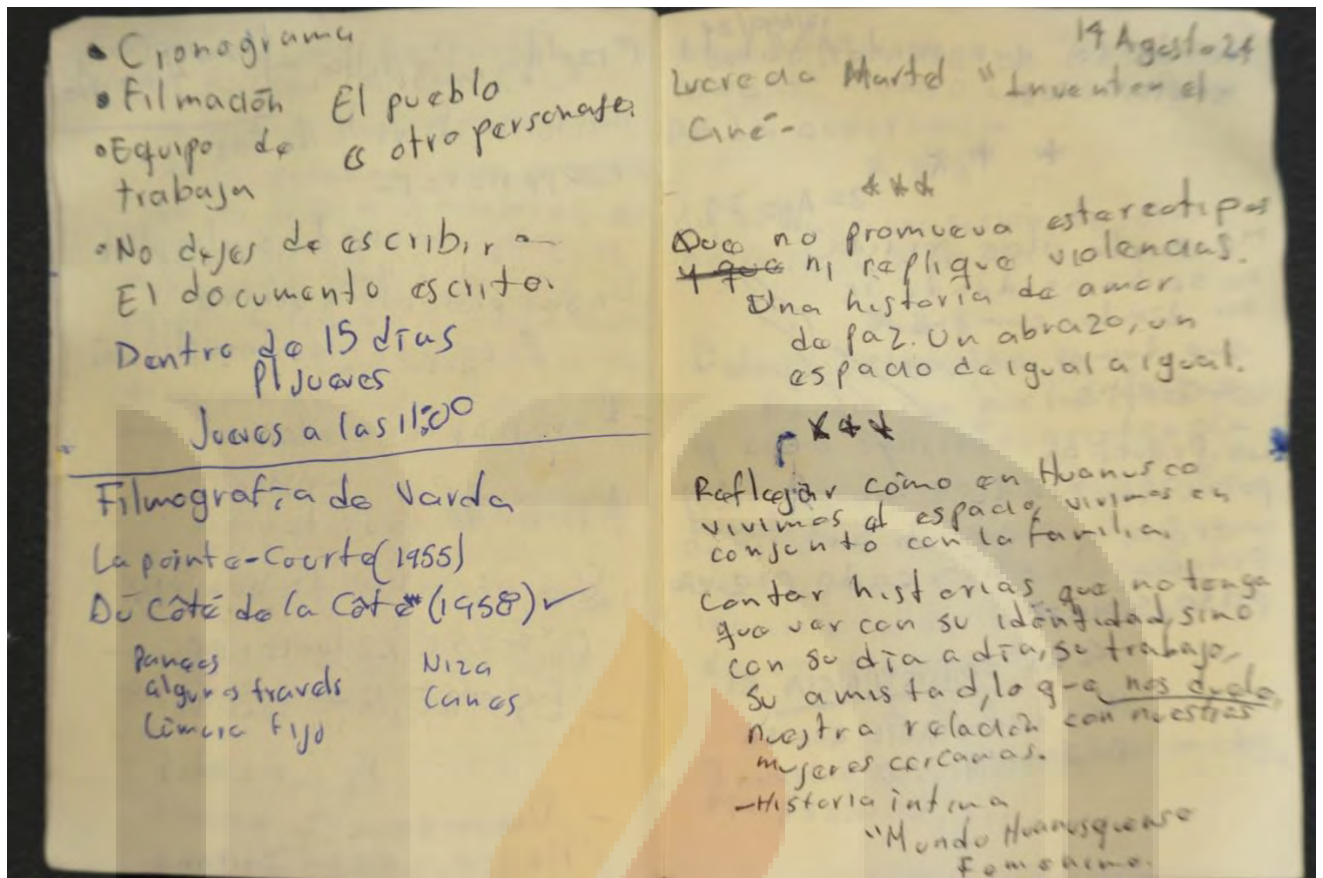 • Cronograma
• Filmación
El pueblo
es otro personaje.
• Equipo de
trabajo
• No dejes de escribir -
El documento escrito.
Dentro de 15 días
Pl Jueves
Jueves a las 11:00
Filmografía de Varda
La pointe-Courte (1955)
Du Côté de la Côte (1958) ✓
Paneos
algunos travels
Cámara fija
Niza
Canes
14 Agosto 24
Lucrecia Martel "Inventen el
Cine-
***
Que no promueva estereotipos
y que ni replique violencias.
Una historia de amor
de paz. Un abrazo, un
espacio de igual a igual.
***
Reflejar cómo en Huanusco
vivimos el espacio, vivimos en
conjunto con la familia.
Contar historias que no tenga
que ver con su identidad, sino
con su día a día, su trabajo,
su amistad, lo que nos duele,
nuestra relación con nuestras
mujeres cercanas.
- Historia íntima
"Mundo Huanusquense
Femenino.